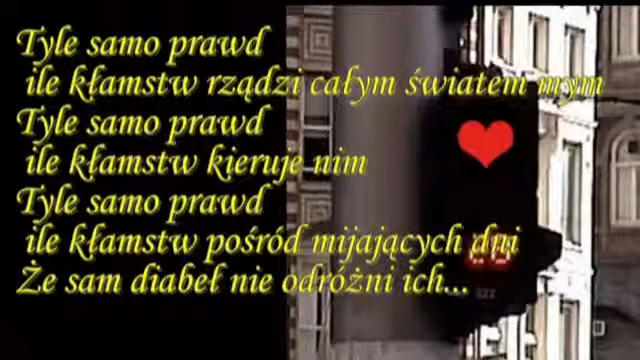 Tyle samo prawd
ile kłamstw rządzi całym światem mym
Tyle samo prawd
ile kłamstw kieruje nim
Tyle samo prawd
ile kłamstw pośród mijających dni
Że sam diabeł nie odróżni ich...